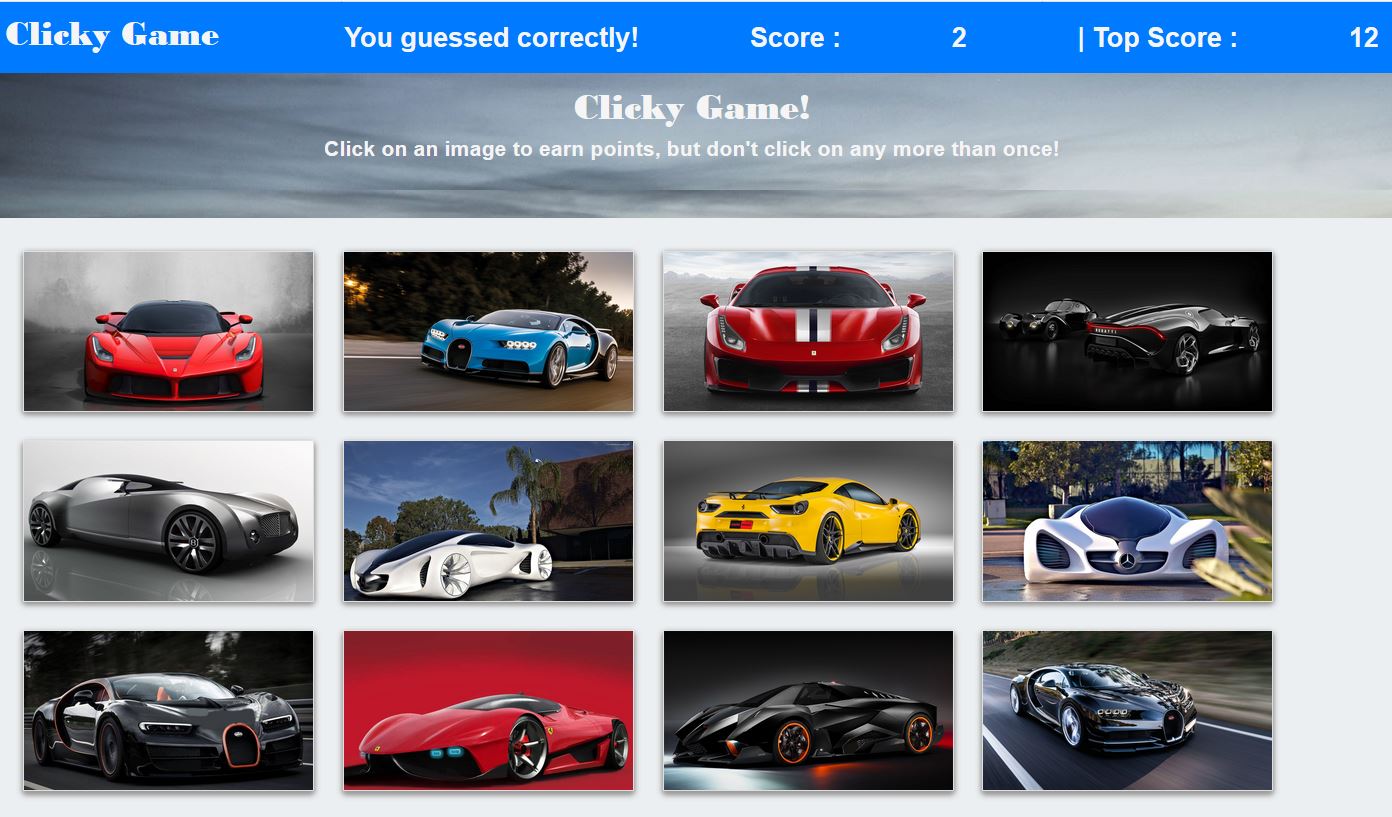 Clicky Game You guessed correctly! Score : 2 | Top Score : 12
Clicky Game!
Click on an image to earn points, but don't click on any more than once!
BUGATTI